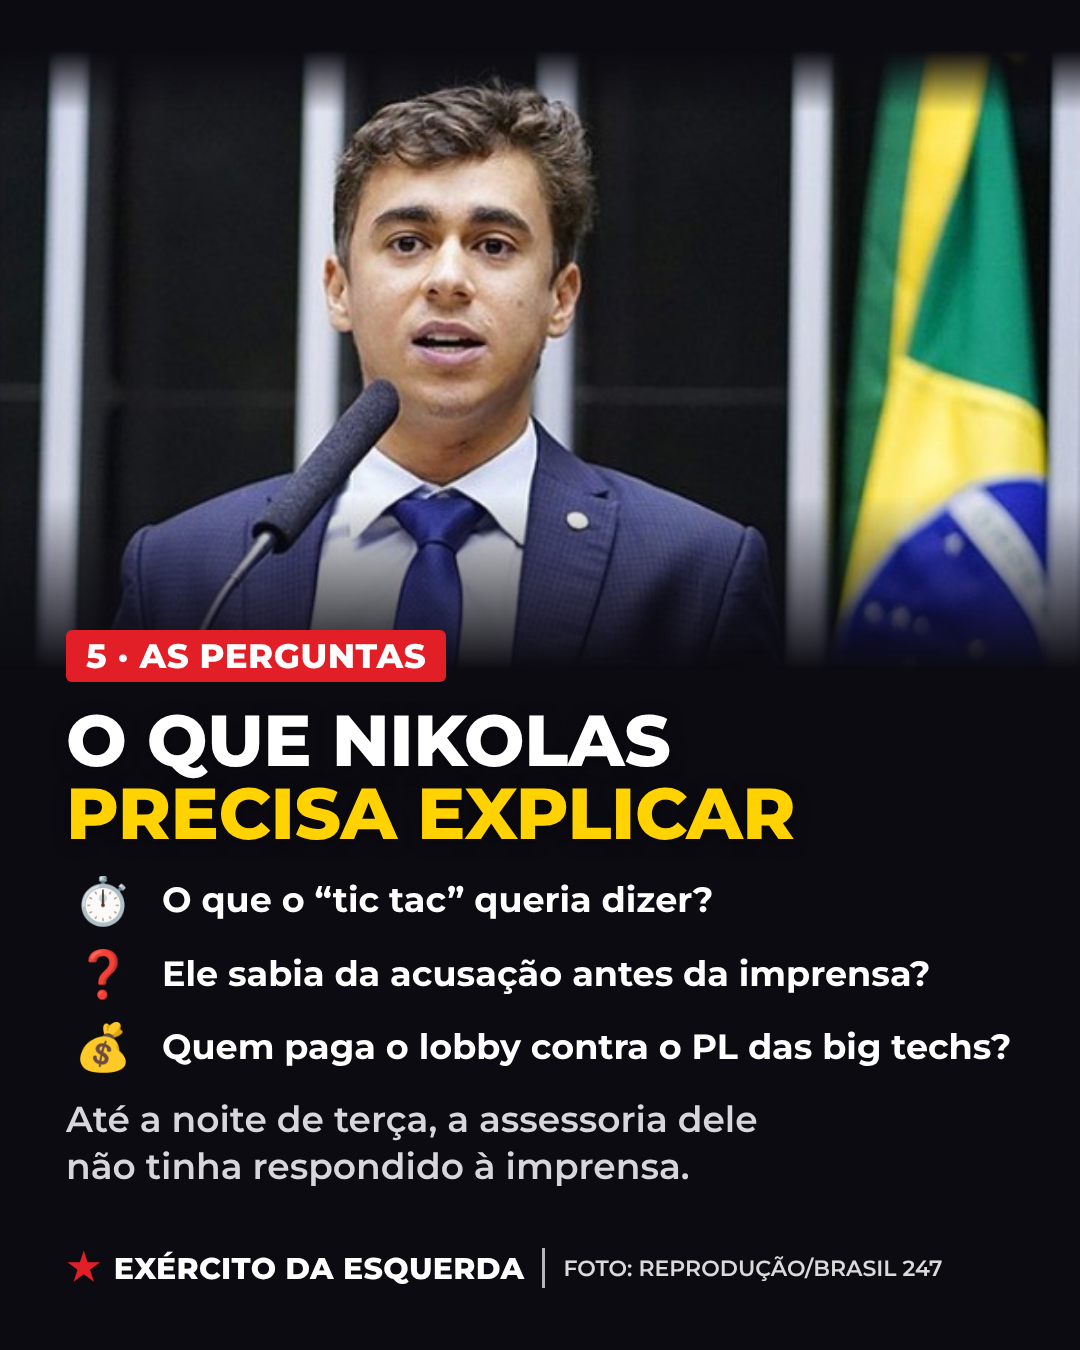 5 • AS PERGUNTAS
O QUE NIKOLAS
PRECISA EXPLICAR
O que o “tic tac” queria dizer?
Ele sabia da acusação antes da imprensa?
Quem paga o lobby contra o PL das big techs?
Até a noite de terça, a assessoria dele
não tinha respondido à imprensa.
EXÉRCITO DA ESQUERDA | FOTO: REPRODUÇÃO/BRASIL 247